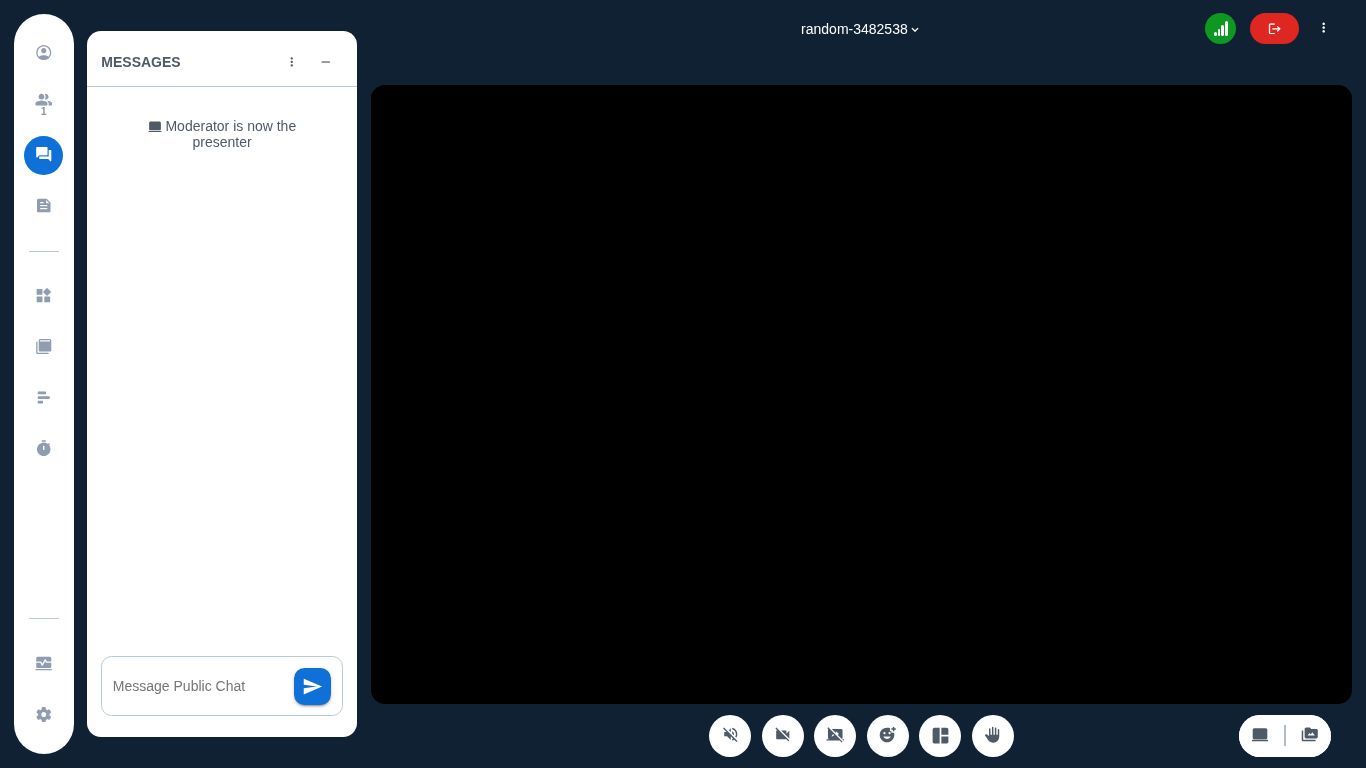 random-3482538
1
MESSAGES
Moderator is now the
presenter
Message Public Chat